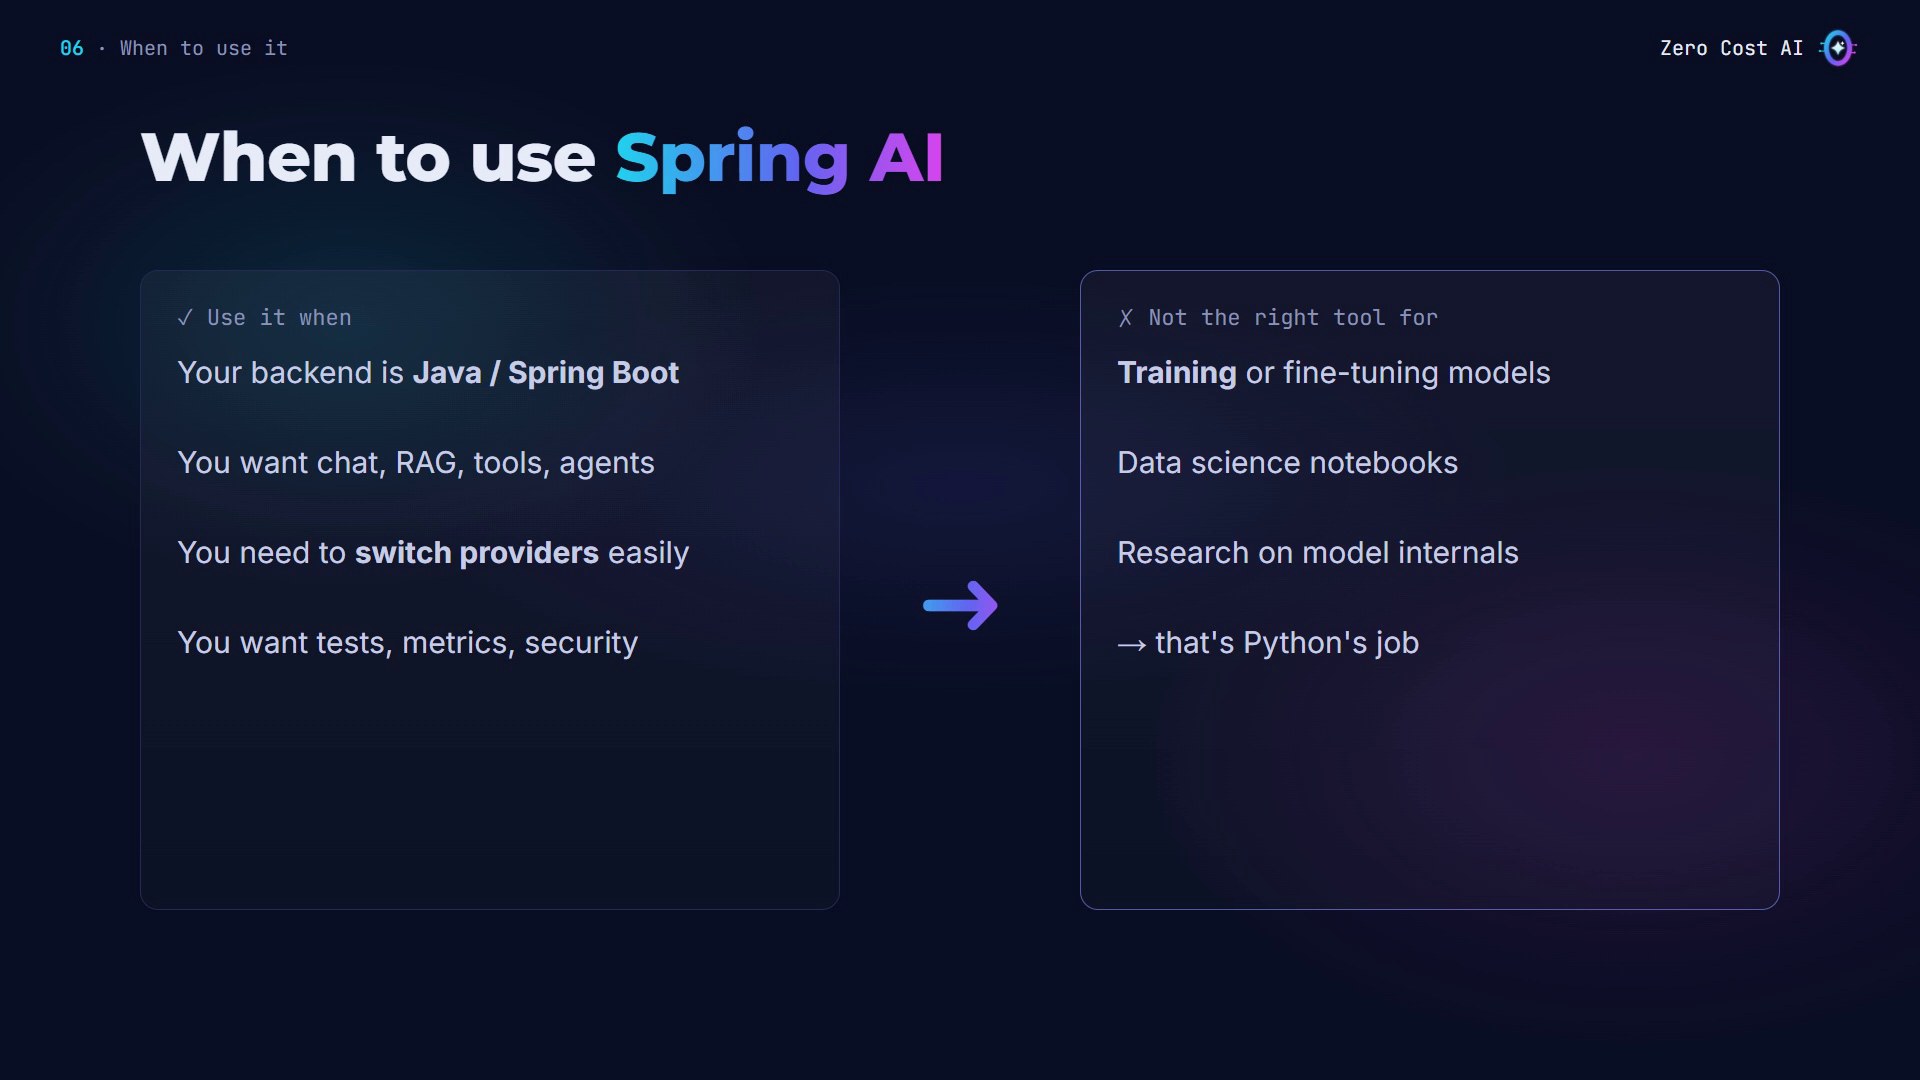 06 · When to use it
Zero Cost AI
When to use Spring AI
✓ Use it when
Your backend is Java / Spring Boot
You want chat, RAG, tools, agents
You need to switch providers easily
You want tests, metrics, security
→
✗ Not the right tool for
Training or fine-tuning models
Data science notebooks
Research on model internals
→ that's Python's job